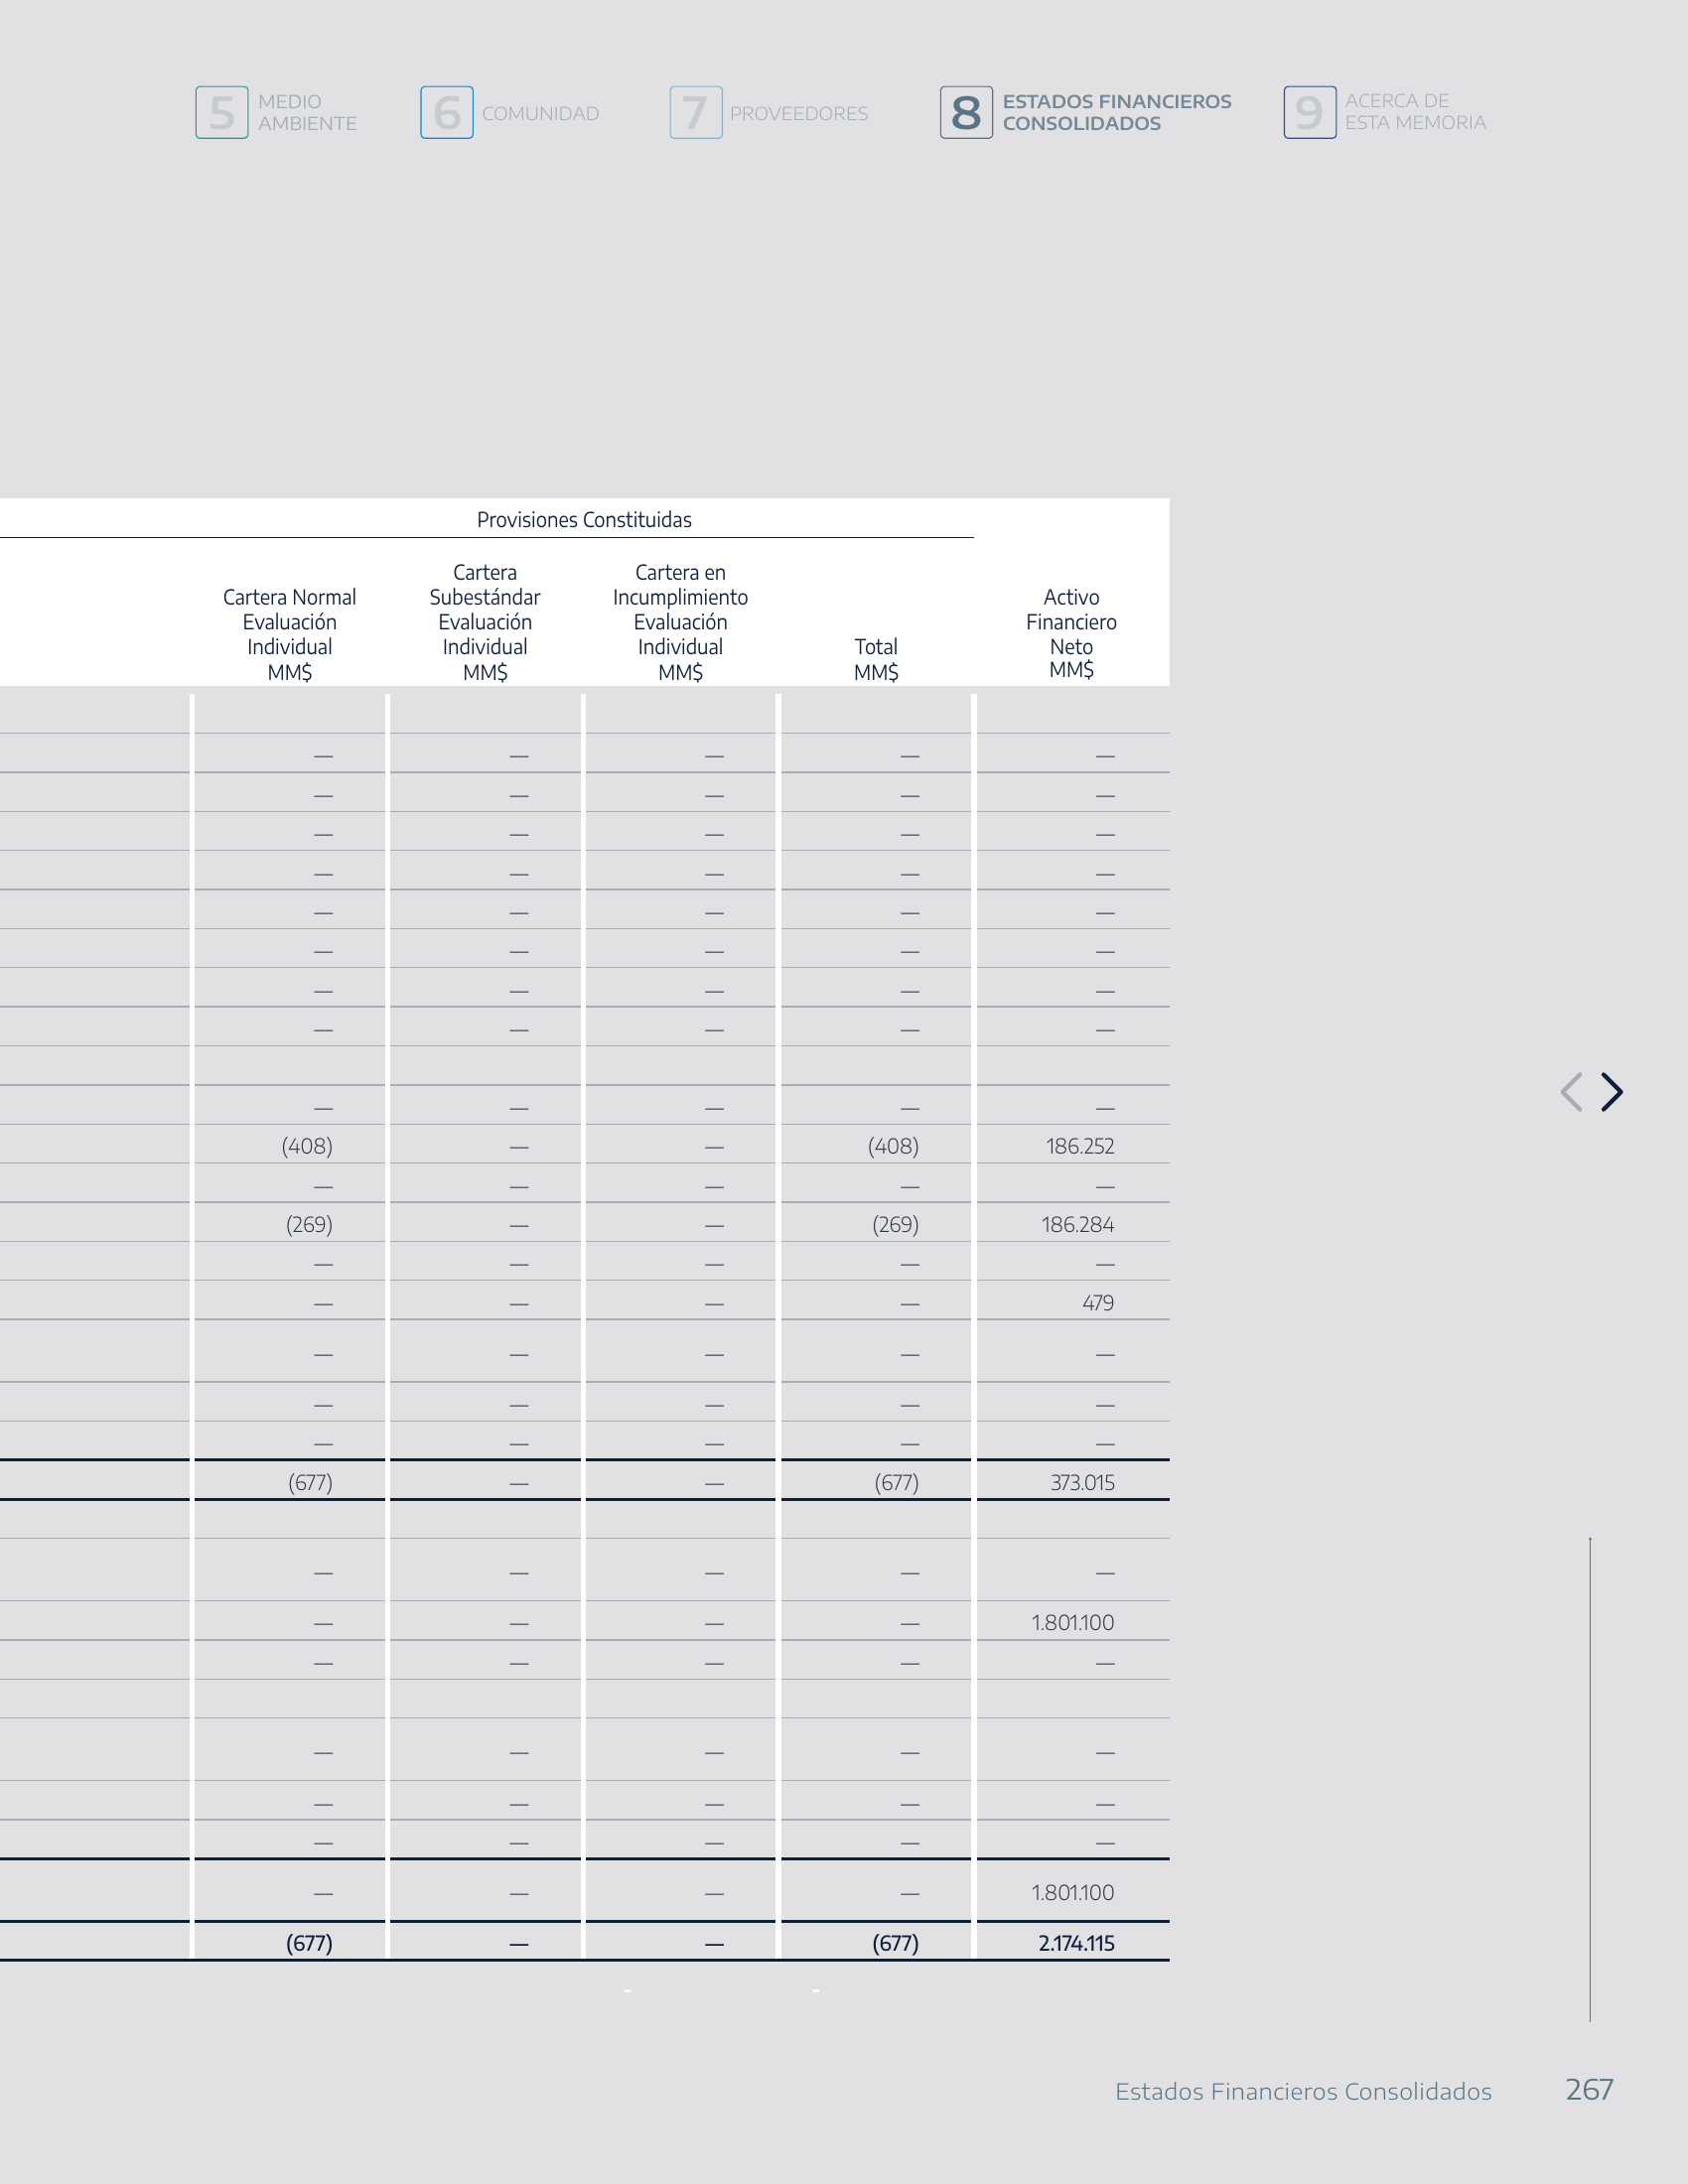 5 MEDIO AMBIENTE
6 COMUNIDAD
7 PROVEEDORES
8 ESTADOS FINANCIEROS CONSOLIDADOS
9 ACERCA DE ESTA MEMORIA
Provisiones Constituidas
Cartera Normal Evaluación Individual MM$
Cartera Subestándar Evaluación Individual MM$
Cartera en Incumplimiento Evaluación Individual MM$
Total MM$
Activo Financiero Neto MM$
— — — — —
— — — — —
— — — — —
— — — — —
— — — — —
— — — — —
— — — — —
— — — — —
— — — — —
(408) — — (408) 186.252
— — — — —
(269) — — (269) 186.284
— — — — —
— — — — 479
— — — — —
— — — — —
— — — — —
(677) — — (677) 373.015
— — — — —
— — — — 1.801.100
— — — — —
— — — — —
— — — — —
— — — — —
— — — — 1.801.100
(677) — — (677) 2.174.115
- -
Estados Financieros Consolidados 267